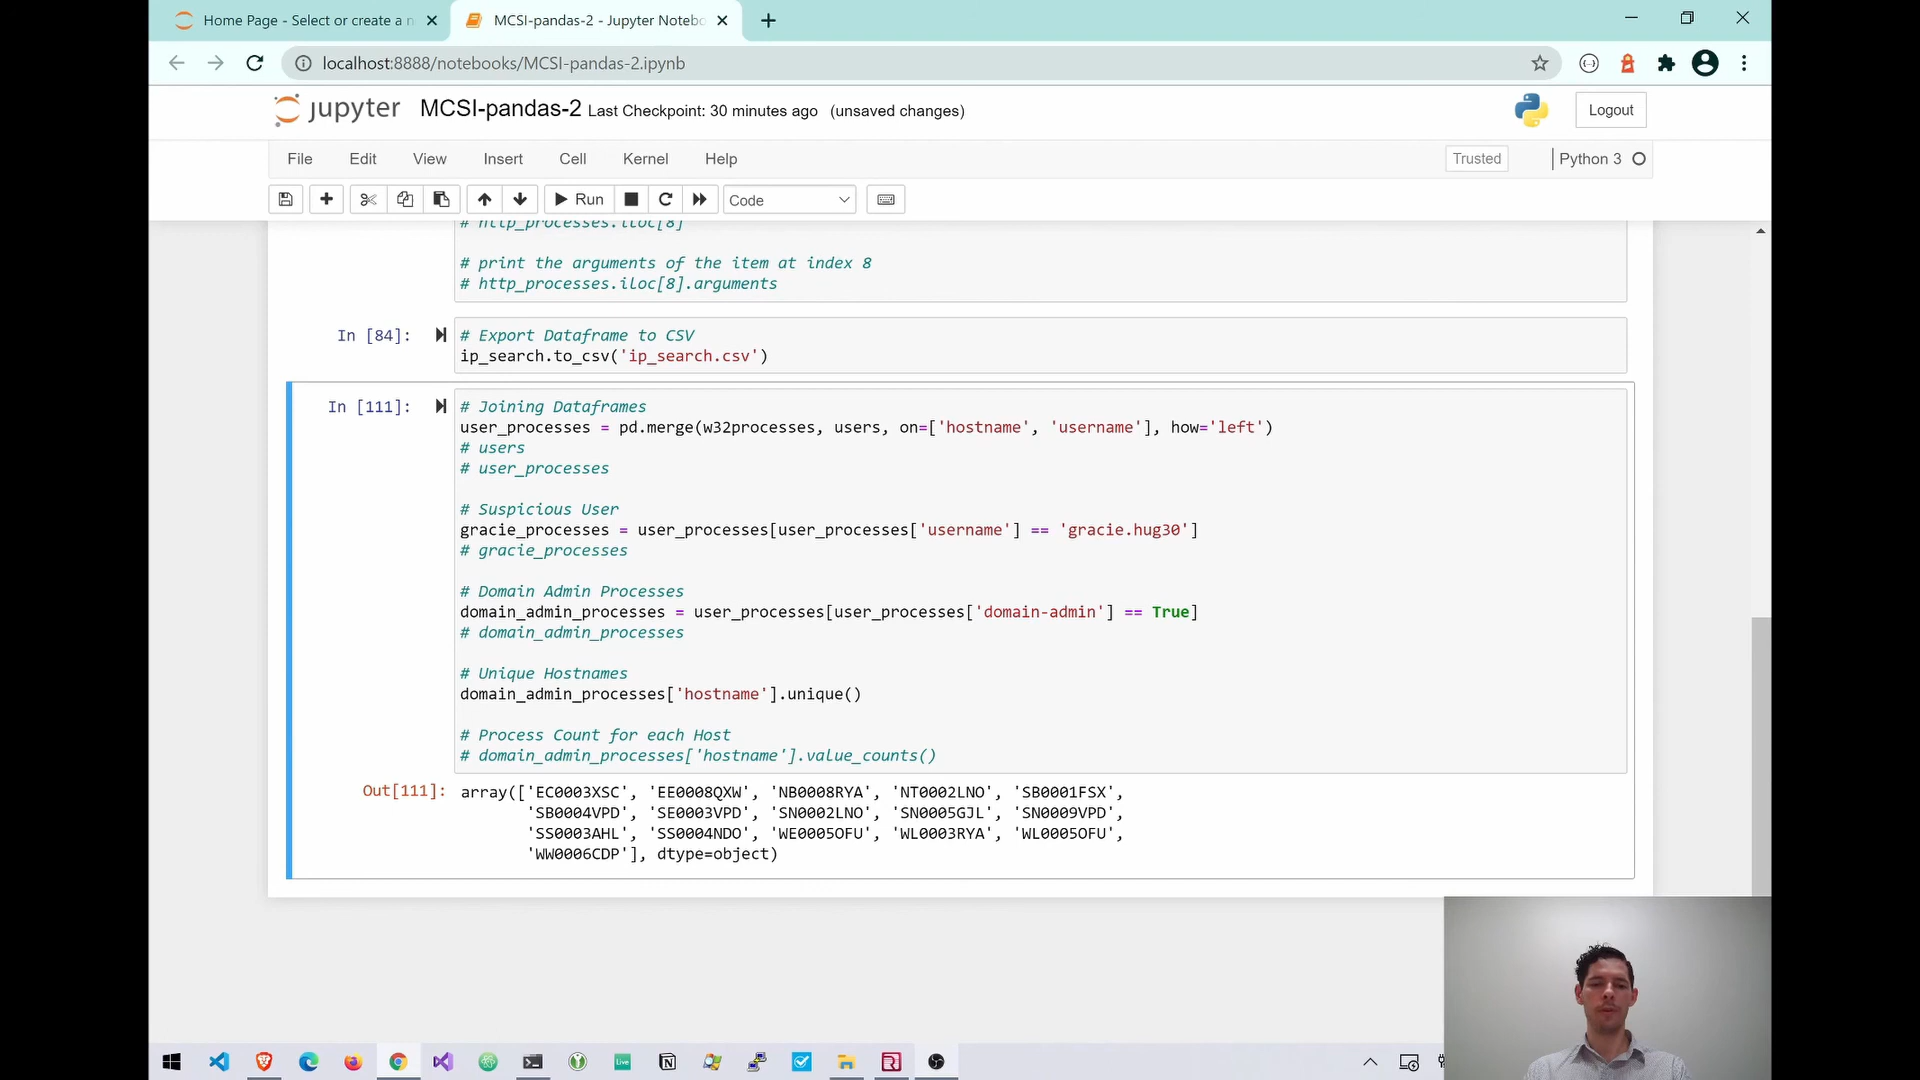 Home Page - Select or create a n
MCSI-pandas-2 - Jupyter Notebo
localhost:8888/notebooks/MCSI-pandas-2.ipynb
jupyter MCSI-pandas-2 Last Checkpoint: 30 minutes ago (unsaved changes)
Logout
File Edit View Insert Cell Kernel Help
Trusted
Python 3
Run
Code
# http_processes.iloc[8]
# print the arguments of the item at index 8
# http_processes.iloc[8].arguments
In [84]:
# Export Dataframe to CSV
ip_search.to_csv('ip_search.csv')
In [111]:
# Joining Dataframes
user_processes = pd.merge(w32processes, users, on=['hostname', 'username'], how='left')
# users
# user_processes
# Suspicious User
gracie_processes = user_processes[user_processes['username'] == 'gracie.hug30']
# gracie_processes
# Domain Admin Processes
domain_admin_processes = user_processes[user_processes['domain-admin'] == True]
# domain_admin_processes
# Unique Hostnames
domain_admin_processes['hostname'].unique()
# Process Count for each Host
# domain_admin_processes['hostname'].value_counts()
Out[111]:
array(['EC0003XSC', 'EE0008QXW', 'NB0008RYA', 'NT0002LNO', 'SB0001FSX',
'SB0004VPD', 'SE0003VPD', 'SN0002LNO', 'SN0005GJL', 'SN0009VPD',
'SS0003AHL', 'SS0004NDO', 'WE0005OFU', 'WL0003RYA', 'WL0005OFU',
'WW0006CDP'], dtype=object)
Live